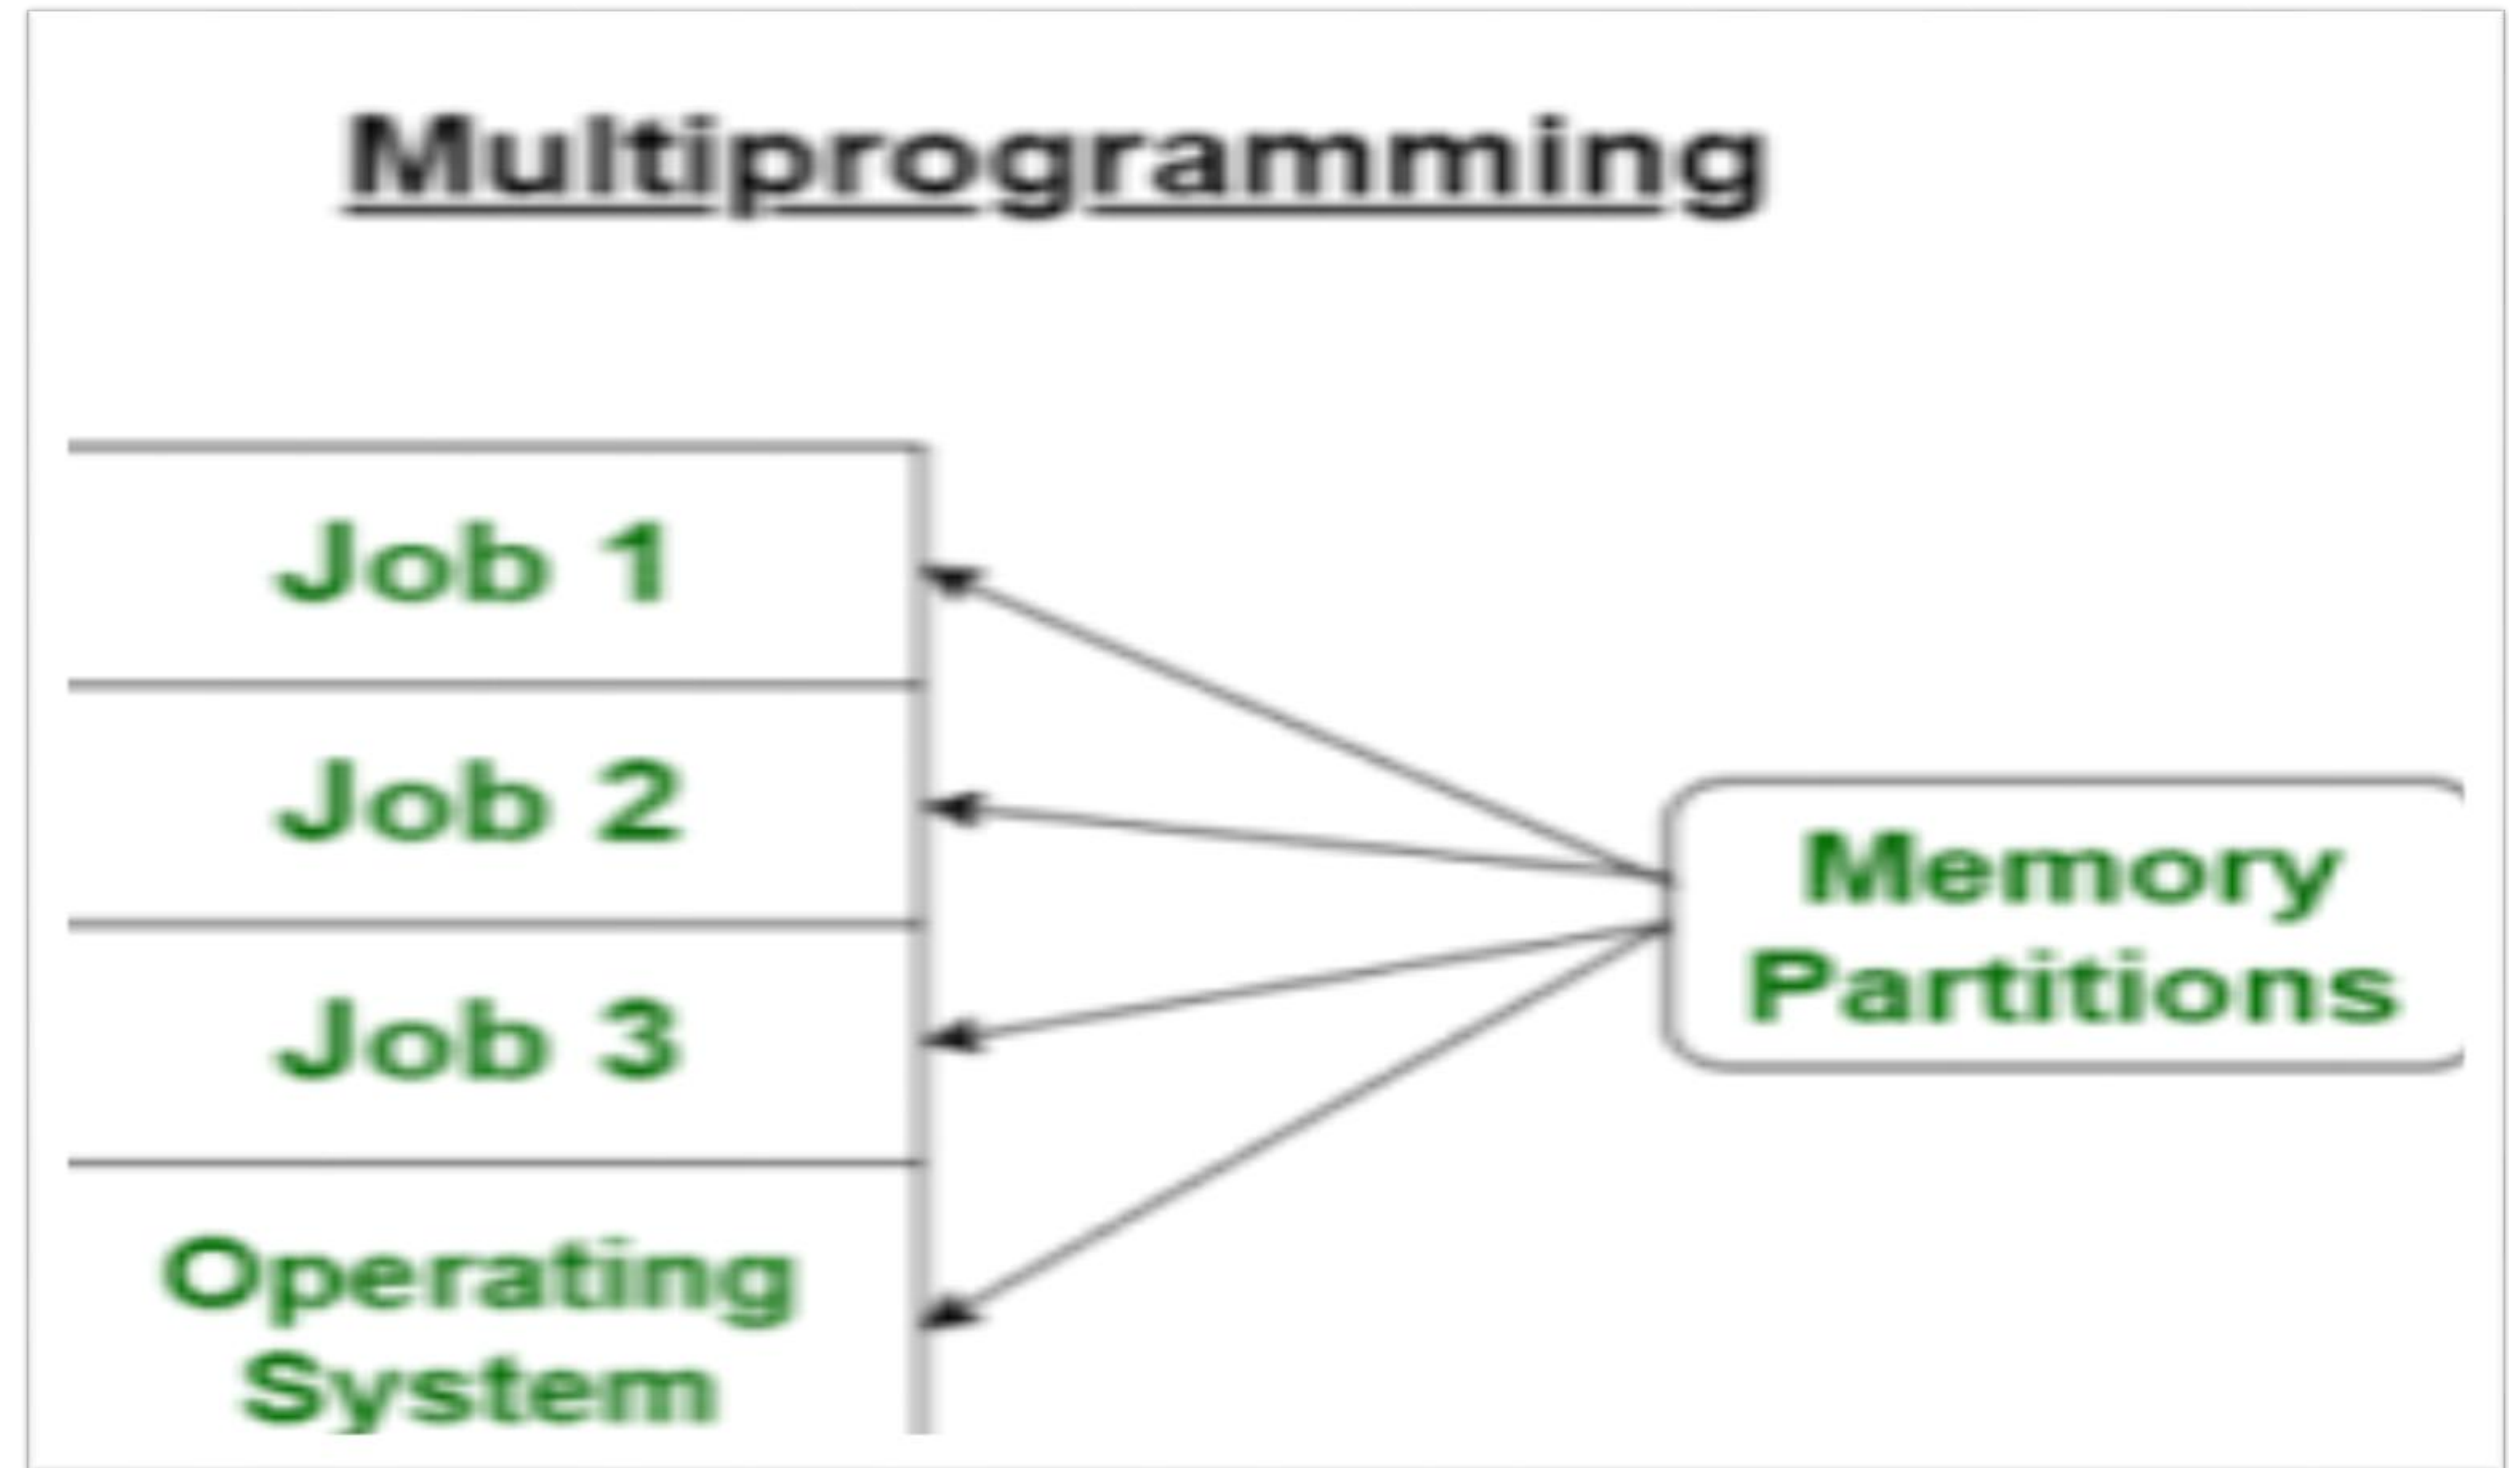 Multiprogramming
Job 1
Job 2
Job 3
Operating
System
Memory
Partitions